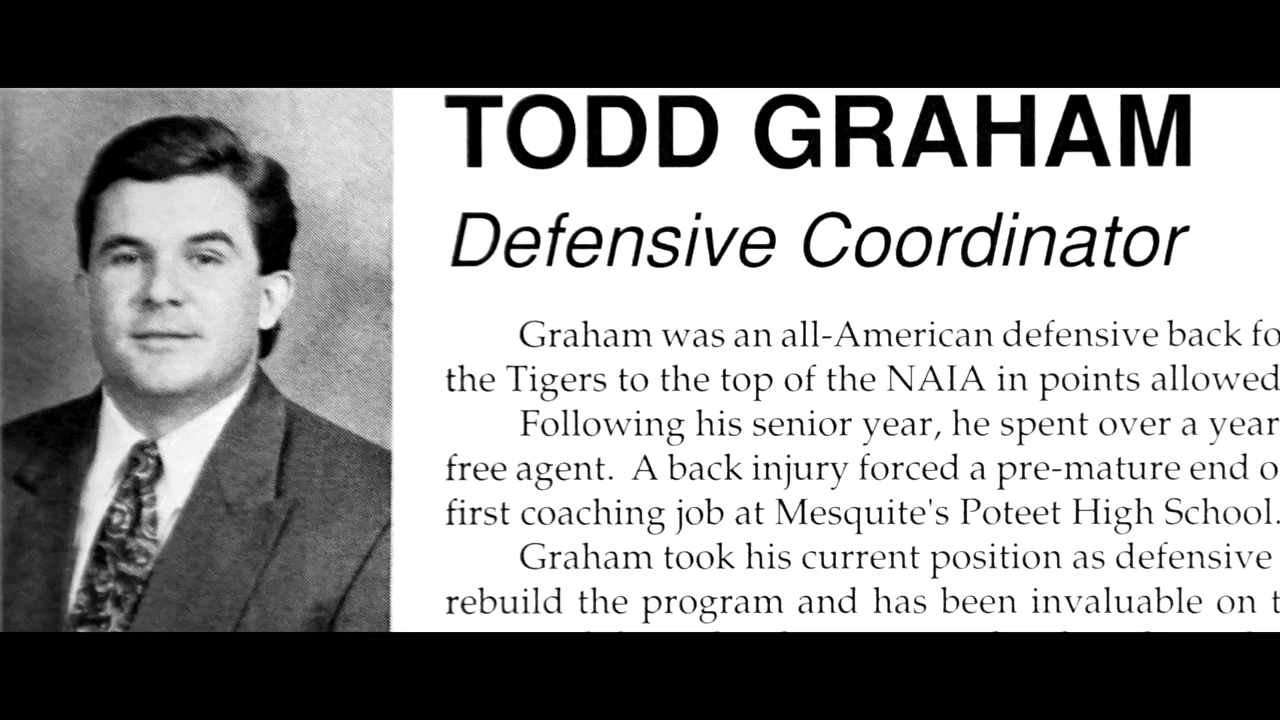 TODD GRAHAM
Defensive Coordinator
Graham was an all-American defensive back fo
the Tigers to the top of the NAIA in points allowed
Following his senior year, he spent over a year
free agent. A back injury forced a pre-mature end o
first coaching job at Mesquite's Poteet High School.
Graham took his current position as defensive
rebuild the program and has been invaluable on t